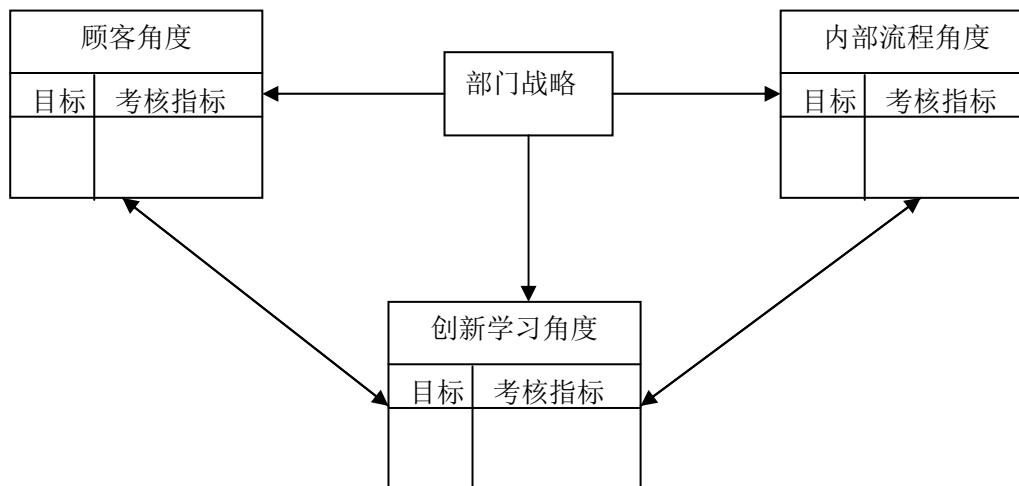 顾客角度
目标 考核指标
部门战略
内部流程角度
目标 考核指标
创新学习角度
目标 考核指标